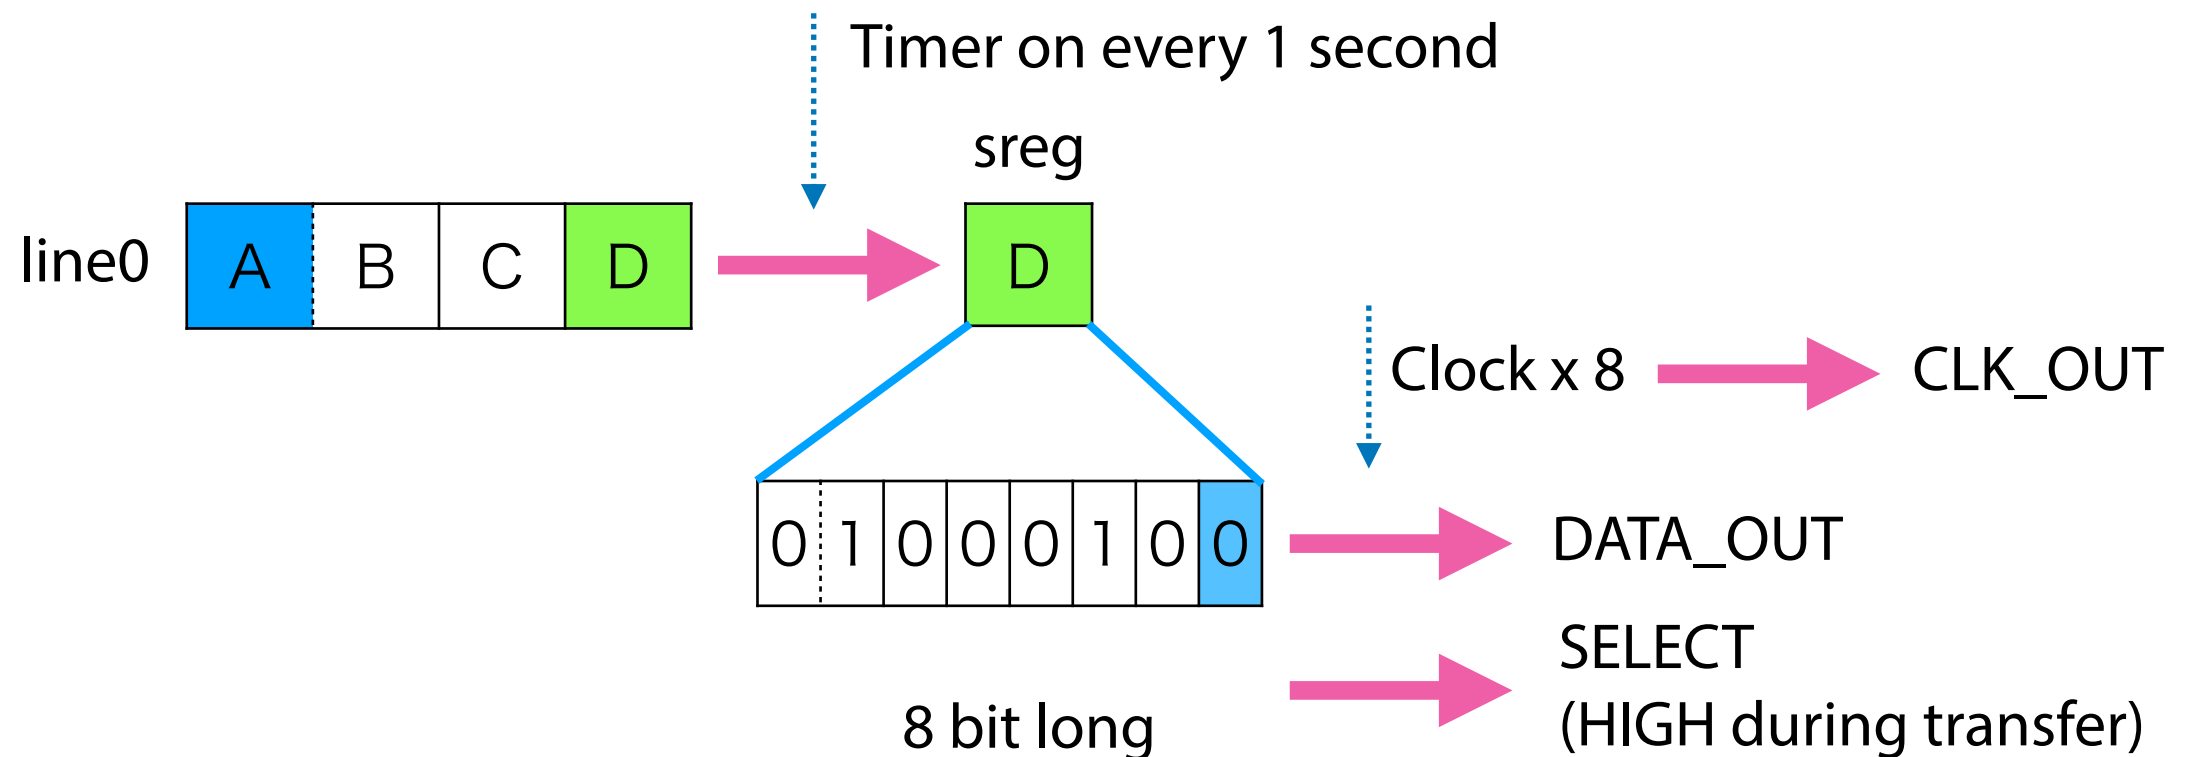 Timer on every 1 second
sreg
line0 A B C D
D
Clock x 8
CLK_OUT
0 1 0 0 0 1 0 0
DATA_OUT
SELECT
8 bit long
(HIGH during transfer)